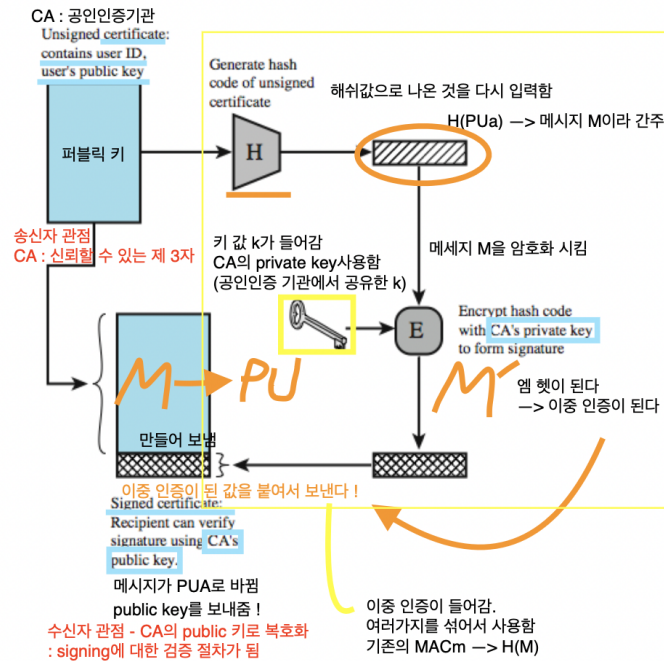 CA : 공인인증기관
Unsigned certificate:
contains user ID,
user's public key
Generate hash
code of unsigned
certificate
해쉬값으로 나온 것을 다시 입력함
H(PUa) —> 메시지 M이라 간주
퍼블릭 키
H
송신자 관점
CA : 신뢰할 수 있는 제 3자
키 값 k가 들어감
CA의 private key사용함
(공인인증 기관에서 공유한 k)
메세지 M을 암호화 시킴
E
Encrypt hash code
with CA's private key
to form signature
M → PU
M'
엠 헷이 된다
—> 이중 인증이 된다
만들어 보냄
이중 인증이 된 값을 붙여서 보낸다 !
Signed certificate:
Recipient can verify
signature using CA's
public key.
메시지가 PUA로 바뀜
public key를 보내줌 !
수신자 관점 - CA의 public 키로 복호화
: signing에 대한 검증 절차가 됨
이중 인증이 들어감.
여러가지를 섞어서 사용함
기존의 MACm —> H(M)